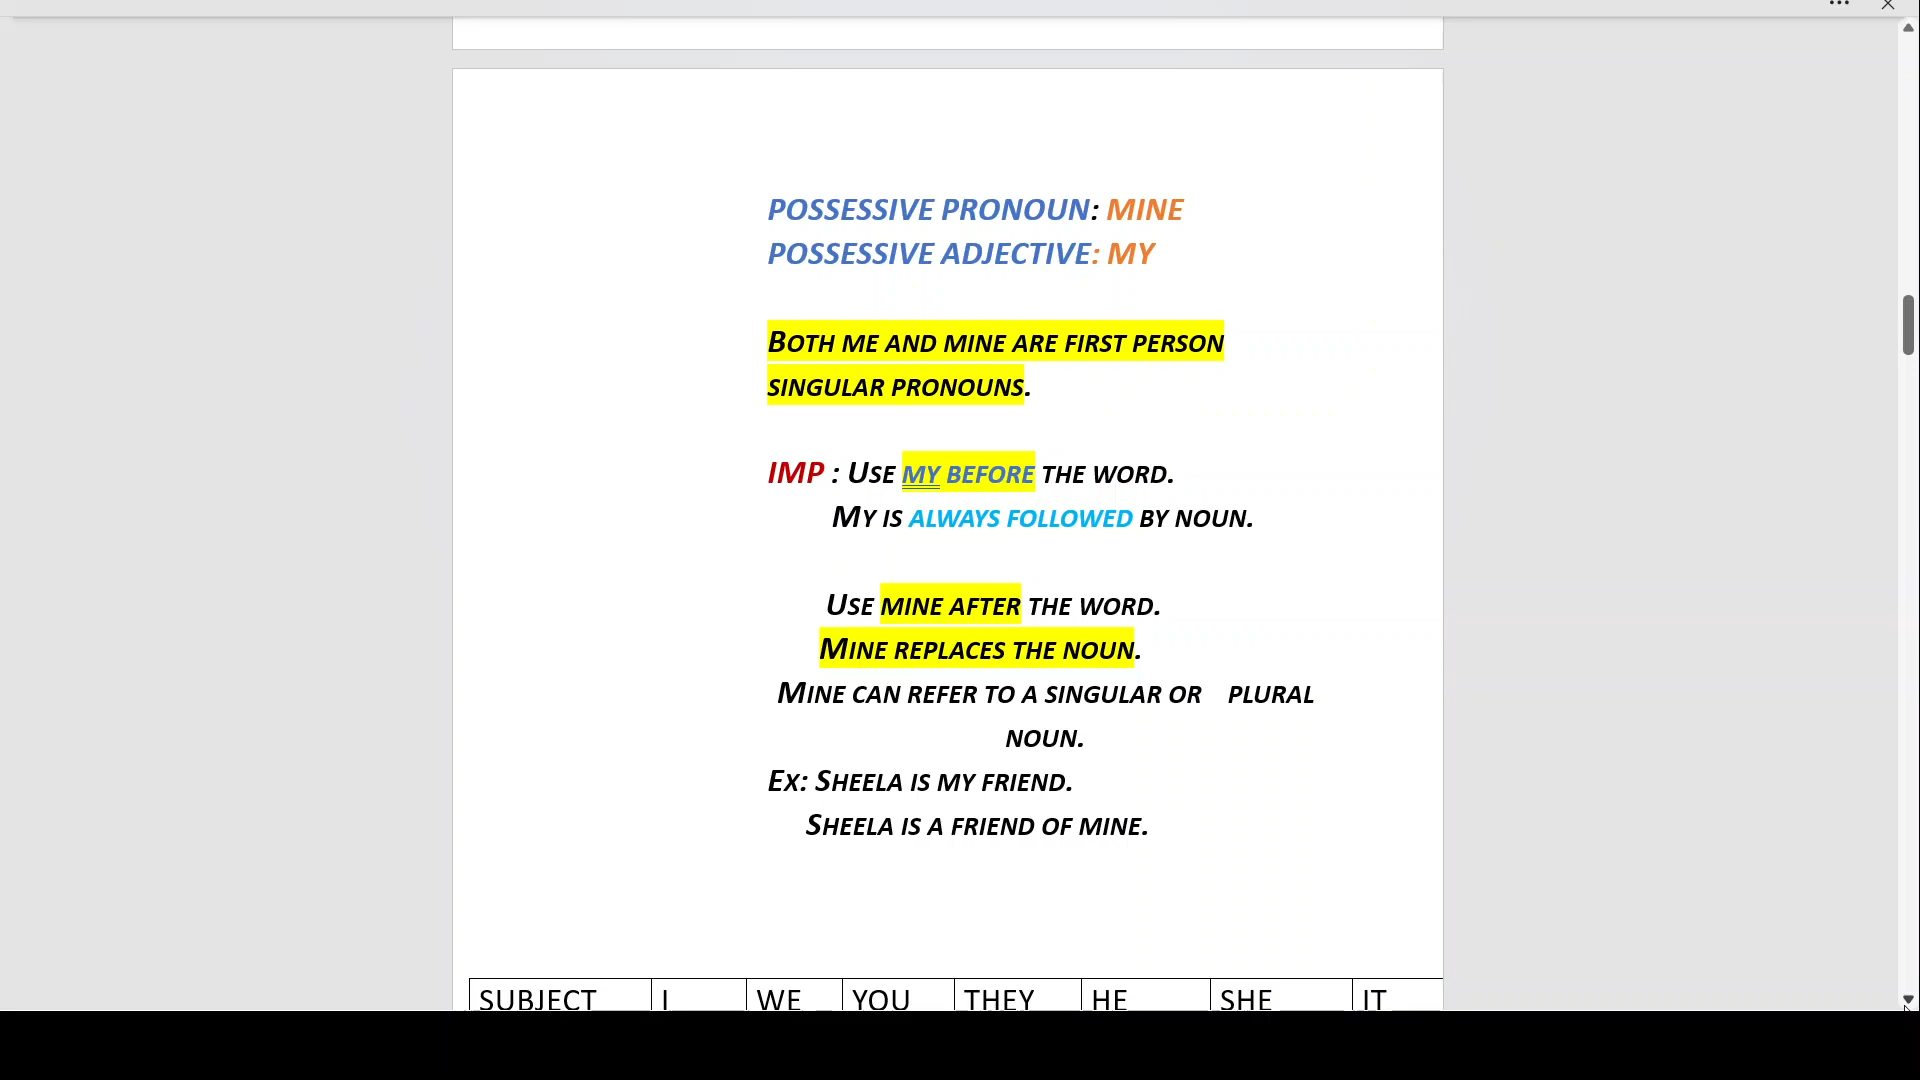 POSSESSIVE PRONOUN: MINE
POSSESSIVE ADJECTIVE: MY
BOTH ME AND MINE ARE FIRST PERSON
SINGULAR PRONOUNS.
IMP : USE MY BEFORE THE WORD.
MY IS ALWAYS FOLLOWED BY NOUN.
USE MINE AFTER THE WORD.
MINE REPLACES THE NOUN.
MINE CAN REFER TO A SINGULAR OR PLURAL
NOUN.
EX: SHEELA IS MY FRIEND.
SHEELA IS A FRIEND OF MINE.
SUBJECT I WE YOU THEY HE SHE IT